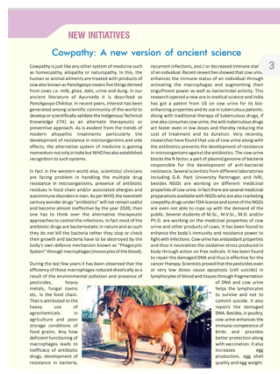 NEW INITIATIVES
Cowpathy: A new version of ancient science
3
Cowpathy is just like any other system of medicine such
as homeopathy, allopathy or naturopathy. In this, the
human or animal ailments are treated with products of
cow also known as Panchgavya means five things derived
from cows i.e. milk, ghee, dahi, urine and dung. In our
ancient literature of Ayurveda it is described as
Panchgavya Chikitsa. In recent years, interest has been
generated among scientific community of the world to
develop or scientifically validate the Indigenous Technical
Knowledge (ITK) as an alternate therapeutic or
preventive approach. As is evident from the trends of
modern allopathic treatments particularly the
development of resistance in microorganisms and side
effects, the alternative system of medicine is gaining
momentum not only in India but WHO has also established
recognition to such systems.
In fact in the western world also, scientists/ clinicians
are facing problem in handling the multiple drug
resistance in microorganisms, presence of antibiotic
residues in food chain and/or associated allergies and
autoimmune disorders in man. As per WHO, the twentieth
century wonder drugs "antibiotics" will not remain useful
and become almost ineffective by the year 2020, then
one has to think over the alternative therapeutic
approaches to control the infections. In fact most of the
antibiotic drugs are bacteriostatic in nature and as such
they do not kill the bacteria rather they stop or check
their growth and bacteria have to be destroyed by the
body's own defence mechanism known as "Phagocytic
System" through macrophages (monocytes of the blood).
During the last few years it has been observed that the
efficiency of these macrophages reduced drastically as a
result of the environmental pollution and presence of
pesticides, heavy
metals, fungal toxins
etc. in the food chain.
That is attributed to the
heavy use of
agrochemicals in
agriculture and poor
storage conditions of
food grains. Any how
deficient functioning of
macrophages leads to
inefficacy of antibiotic
drugs, development of
resistance in bacteria,
recurrent infections, and / or decreased immune status
of an individual. Recent research showed that cow urine
enhances the immune status of an individual through
activating the macrophages and augmenting their
engulfment power as well as bactericidal activity. This
research opened a new era in medical science and India
has got a patent from US on cow urine for its bio-
enhancing properties and its use in tuberculous patients.
Along with traditional therapy of tuberculous drugs, if
one also consumes cow urine, the anti-tuberculous drugs
act faster even in low doses and thereby reducing the
cost of treatment and its duration. Very recently,
researchers have found that use of cow urine along with
the antibiotics prevents the development of resistance
in microorganisms against the antibiotics. The cow urine
blocks the R factor, a part of plasmid genome of bacteria
responsible for the development of anti-bacterial
resistance. Several scientists from different laboratories
including G.B. Pant University Pantnagar, and IVRI,
besides NGOs are working on different medicinal
properties of cow urine. In fact there are several medicinal
preparations available with NGOs who are also marketing
cowpathy drugs under FDA license and some of the NGOs
are even not able to cope up with the demand of the
public. Several students of M.Sc., M.V.Sc., M.D. and/or
Ph.D. are working on the medicinal properties of cow
urine and other products of cows. It has been found to
enhance the body's immunity and resistance power to
fight with infections. Cow urine has antioxidant properties
and thus it neutralizes the oxidative stress produced in
body through action on free radicals. It has been thought
to repair the damaged DNA and thus is effective for the
cancer therapy. Scientists proved that the pesticides even
at very low doses cause apoptosis (cell suicide) in
lymphocytes of blood and tissues through fragmentation
of DNA and cow urine
helps the lymphocytes
to survive and not to
commit suicide. It also
repairs the damaged
DNA. Besides, in poultry,
cow urine enhances the
immuno-competence of
birds and provides
better protection along
with vaccination. It also
increases egg
production, egg shell
quality and egg weight.